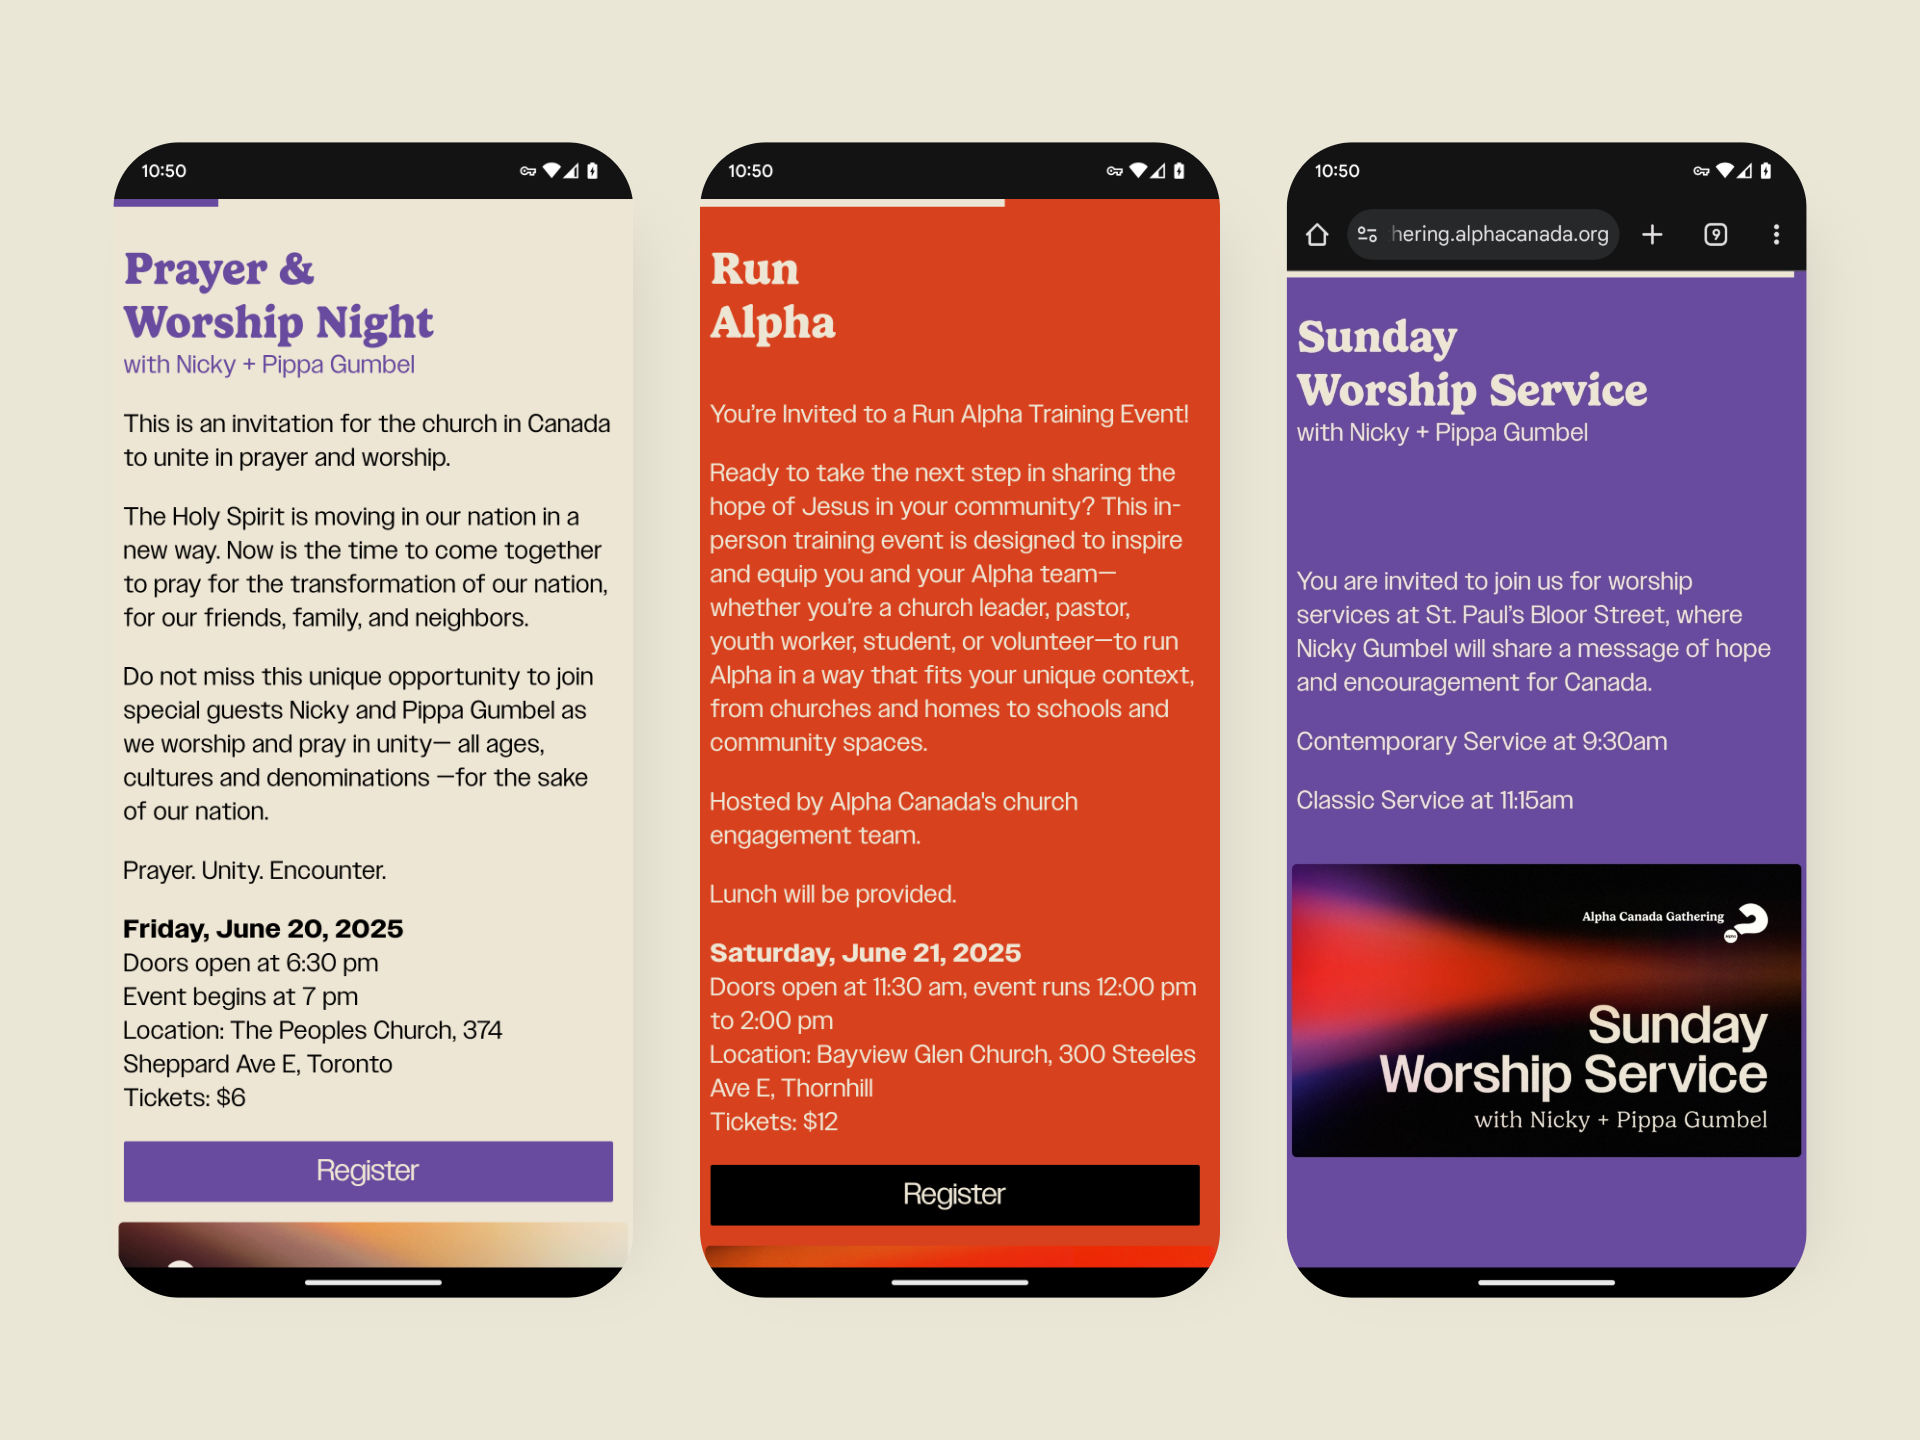 10:50
Prayer &
Worship Night
with Nicky + Pippa Gumbel
This is an invitation for the church in Canada
to unite in prayer and worship.
The Holy Spirit is moving in our nation in a
new way. Now is the time to come together
to pray for the transformation of our nation,
for our friends, family, and neighbors.
Do not miss this unique opportunity to join
special guests Nicky and Pippa Gumbel as
we worship and pray in unity— all ages,
cultures and denominations —for the sake
of our nation.
Prayer. Unity. Encounter.
Friday, June 20, 2025
Doors open at 6:30 pm
Event begins at 7 pm
Location: The Peoples Church, 374
Sheppard Ave E, Toronto
Tickets: $6
Register
10:50
Run
Alpha
You’re Invited to a Run Alpha Training Event!
Ready to take the next step in sharing the
hope of Jesus in your community? This in-
person training event is designed to inspire
and equip you and your Alpha team—
whether you’re a church leader, pastor,
youth worker, student, or volunteer—to run
Alpha in a way that fits your unique context,
from churches and homes to schools and
community spaces.
Hosted by Alpha Canada's church
engagement team.
Lunch will be provided.
Saturday, June 21, 2025
Doors open at 11:30 am, event runs 12:00 pm
to 2:00 pm
Location: Bayview Glen Church, 300 Steeles
Ave E, Thornhill
Tickets: $12
Register
10:50
hering.alphacanada.org
9
Sunday
Worship Service
with Nicky + Pippa Gumbel
You are invited to join us for worship
services at St. Paul’s Bloor Street, where
Nicky Gumbel will share a message of hope
and encouragement for Canada.
Contemporary Service at 9:30am
Classic Service at 11:15am
Alpha Canada Gathering
Sunday
Worship Service
with Nicky + Pippa Gumbel